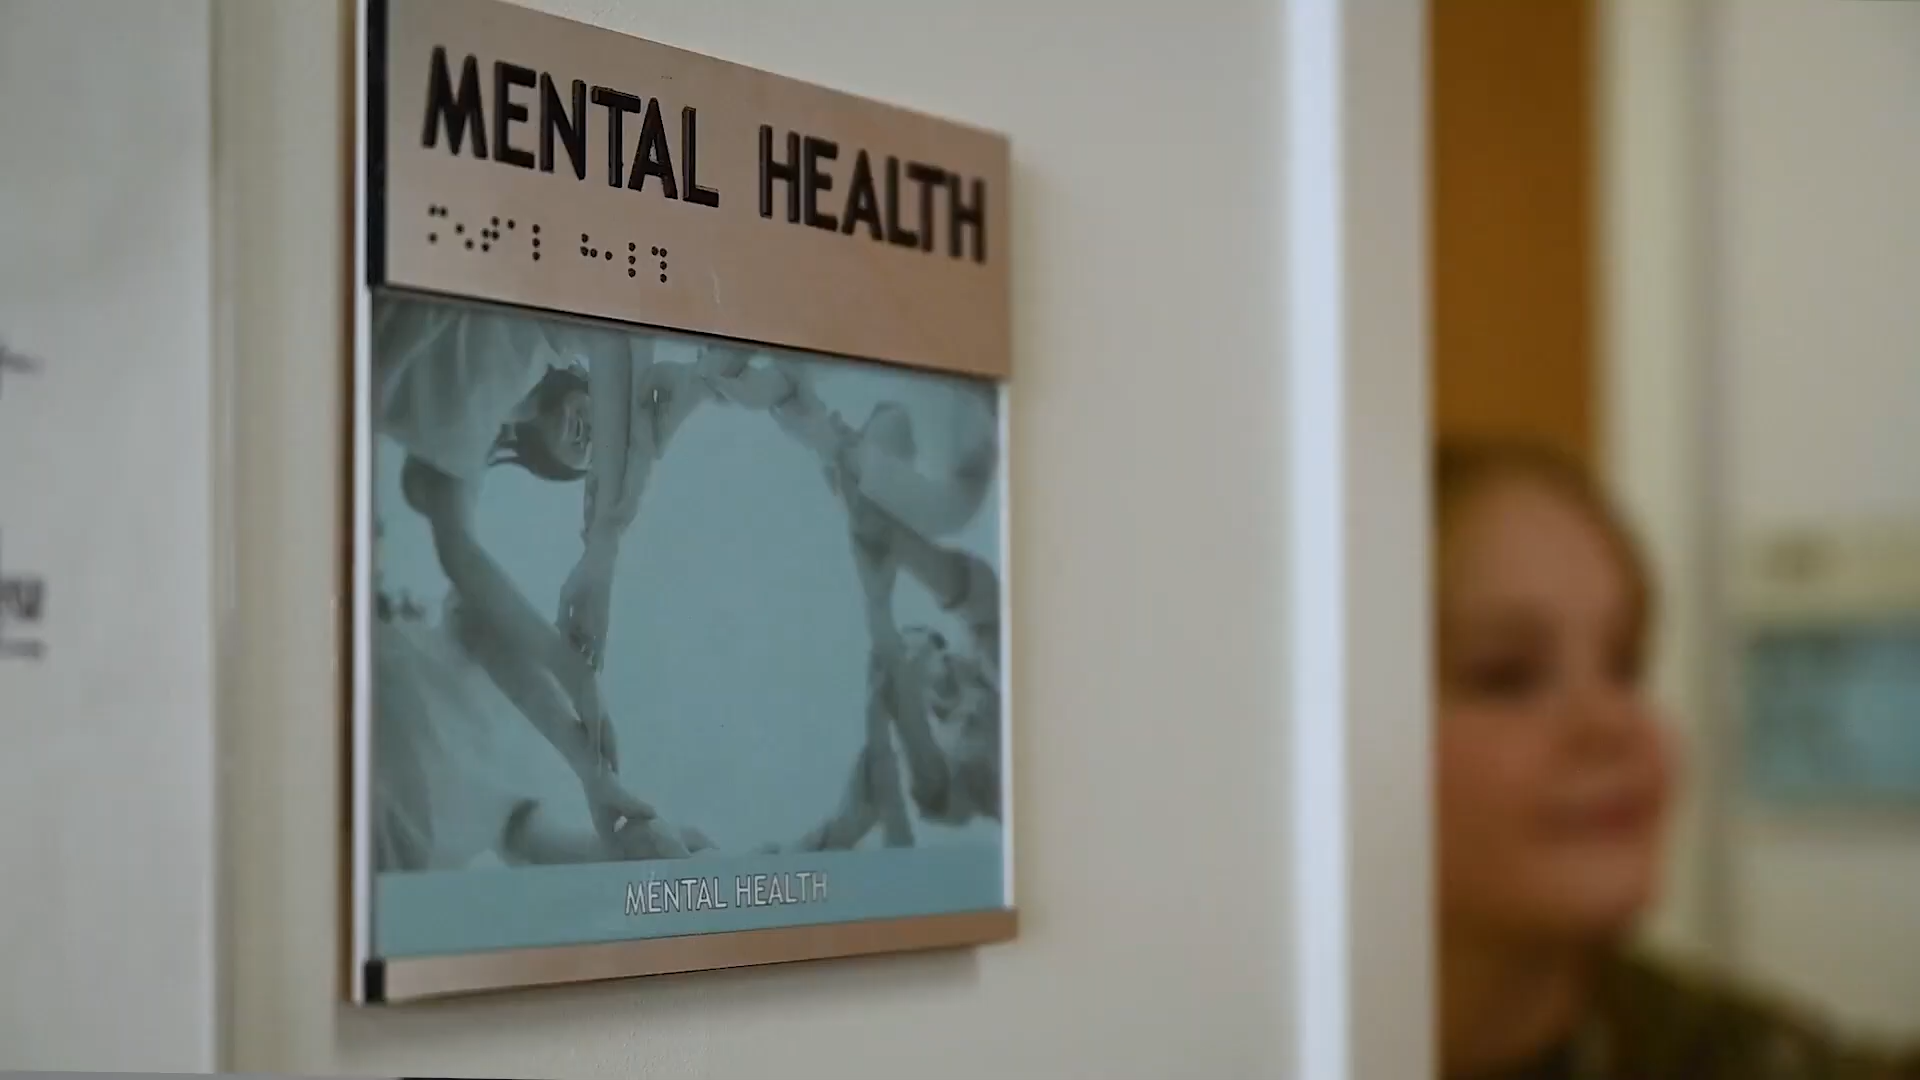 MENTAL HEALTH
⠍⠢⠞⠁⠇ ⠓⠂⠇⠹
MENTAL HEALTH